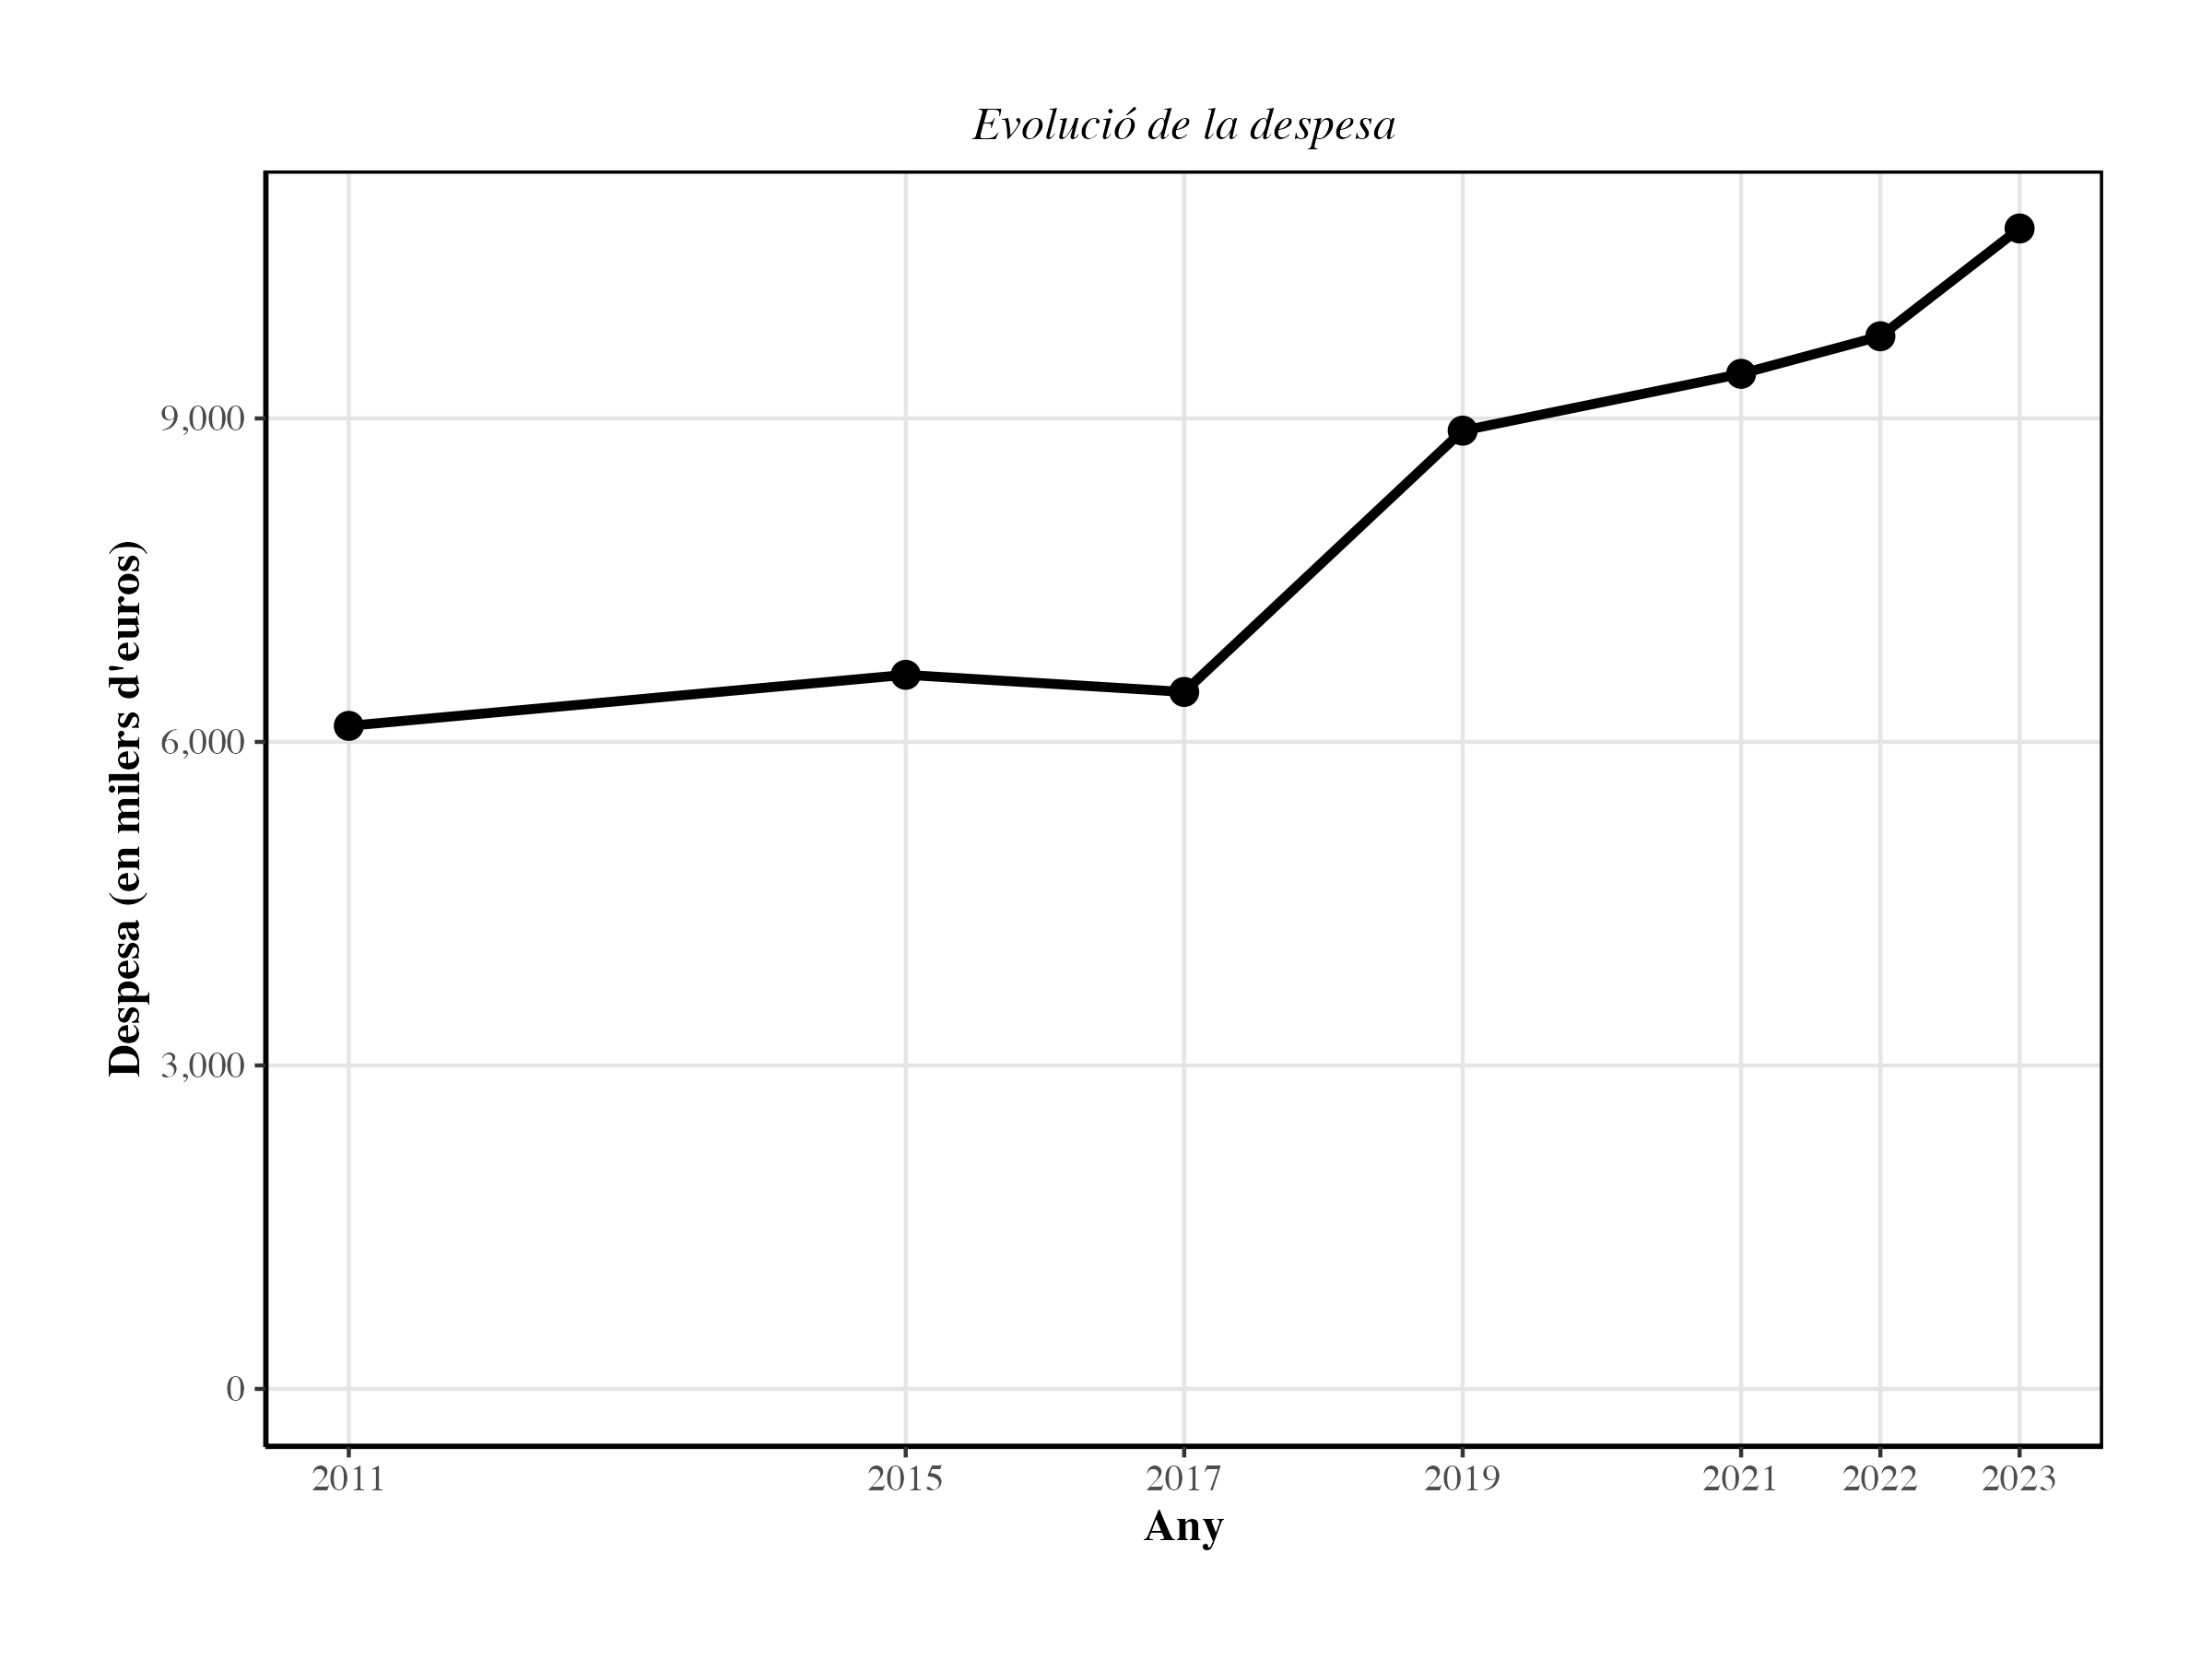 Evolució de la despesa
Despesa (en milers d'euros)
9,000
6,000
3,000
0
2011 2015 2017 2019 2021 2022 2023
Any